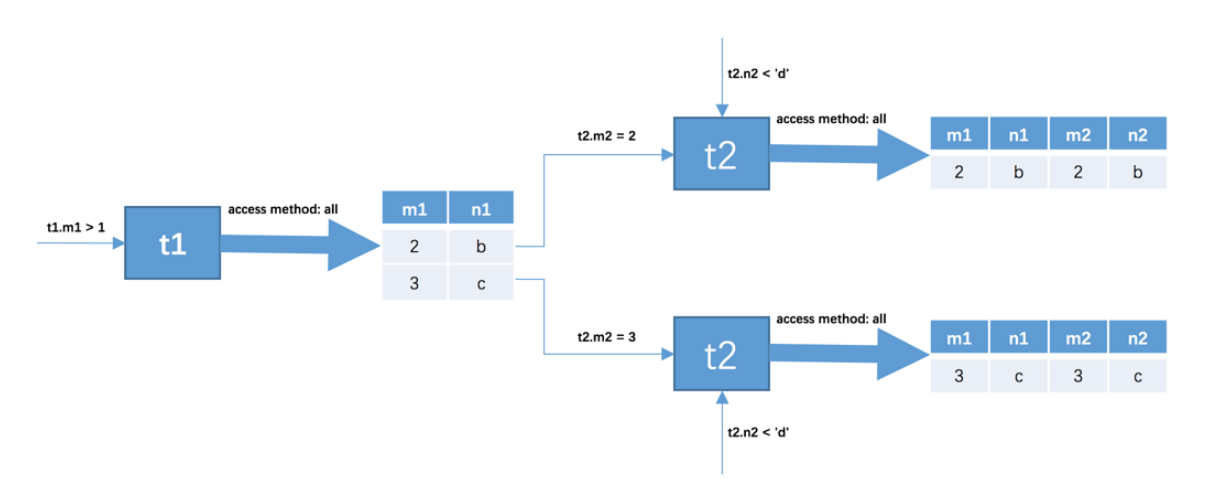 t1.m1 > 1
t1
access method: all
m1 n1
2 b
3 c
t2.m2 = 2
t2.n2 < 'd'
t2
access method: all
m1 n1 m2 n2
2 b 2 b
t2.m2 = 3
t2
access method: all
m1 n1 m2 n2
3 c 3 c
t2.n2 < 'd'